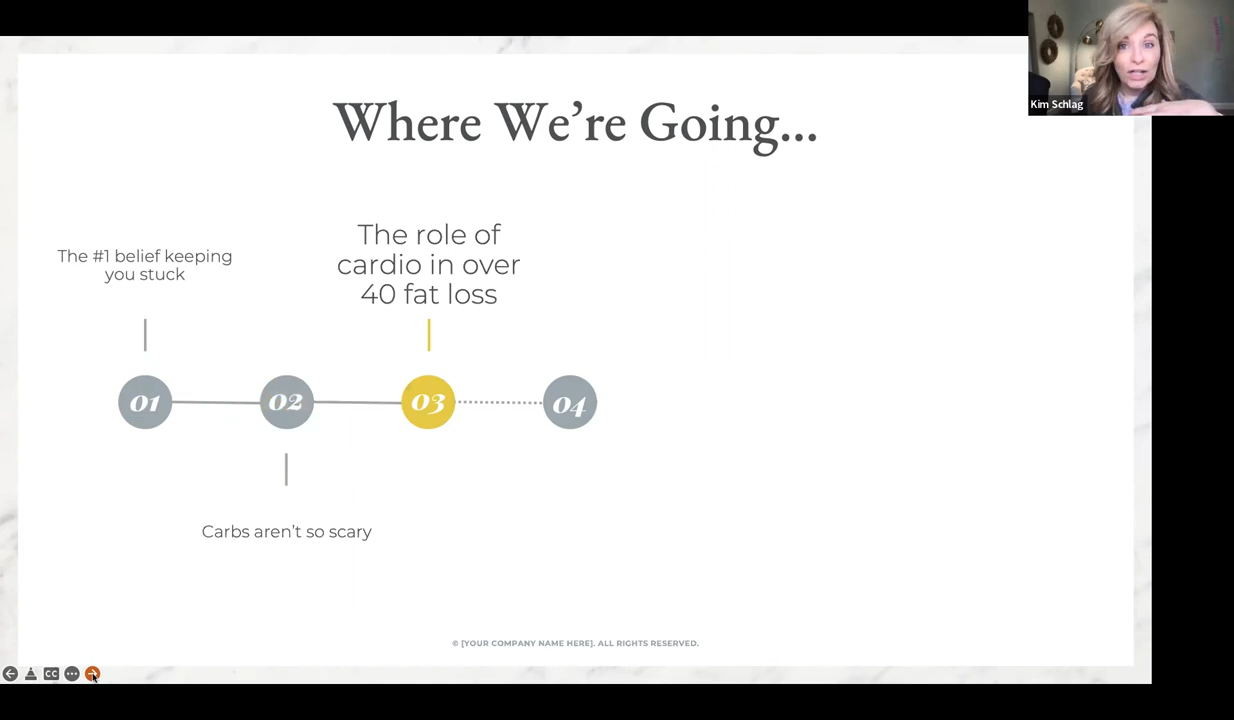 Kim Schlag
Where We're Going...
The #1 belief keeping
you stuck
The role of
cardio in over
40 fat loss
01
02
03
04
Carbs aren't so scary
© [YOUR COMPANY NAME HERE]. ALL RIGHTS RESERVED.
CC